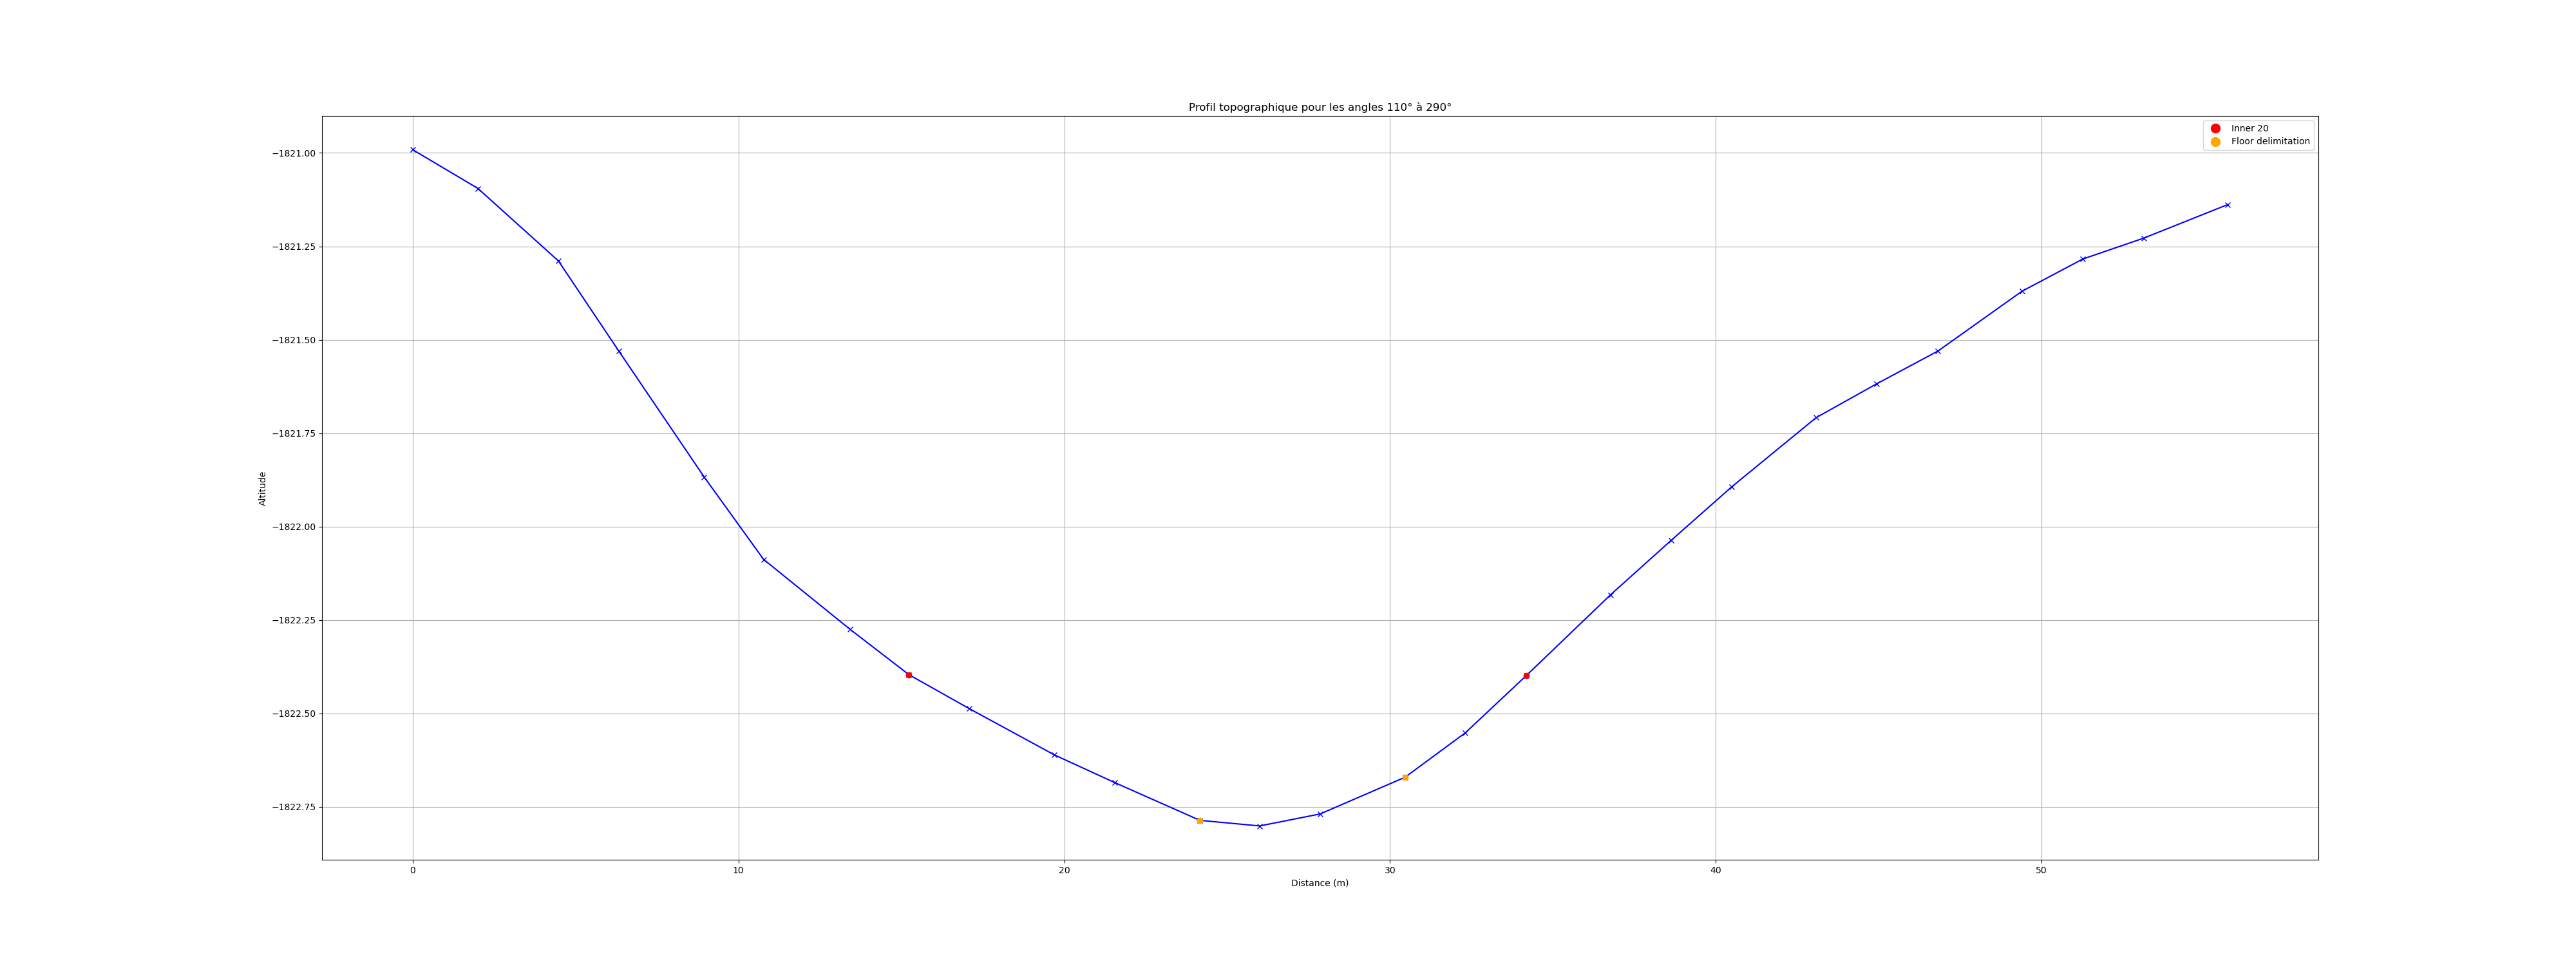 Profil topographique pour les angles 110° à 290°
Inner 20
Floor delimitation
−1821.00
−1821.25
−1821.50
−1821.75
−1822.00
−1822.25
−1822.50
−1822.75
Altitude
0 10 20 30 40 50
Distance (m)